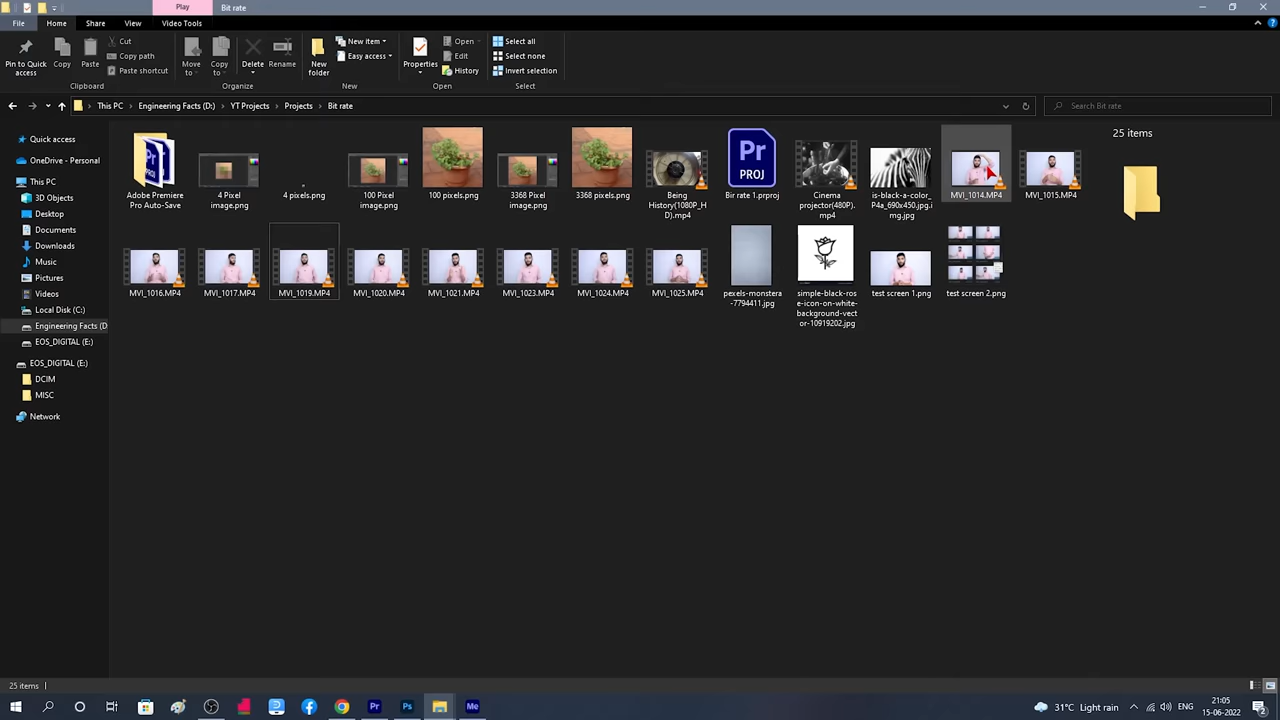 Play
Bit rate
File
Home
Share
View
Video Tools
Pin to Quick access
Copy
Paste
Cut
Copy path
Paste shortcut
Clipboard
Move to
Copy to
Delete
Rename
Organize
New folder
New item
Easy access
Properties
Open
Edit
History
Open
Select all
Select none
Invert selection
Select
This PC
Engineering Facts (D:)
YT Projects
Projects
Bit rate
Search Bit rate
Quick access
OneDrive - Personal
This PC
3D Objects
Desktop
Documents
Downloads
Music
Pictures
Videos
Local Disk (C:)
Engineering Facts (D
EOS_DIGITAL (E:)
EOS_DIGITAL (E:)
DCIM
MISC
Network
Adobe Premiere
Pro Auto-Save
4 Pixel
image.png
4 pixels.png
100 Pixel
image.png
100 pixels.png
3368 Pixel
image.png
3368 pixels.png
Being
History(1080P_H
D).mp4
Pr
PROJ
Bir rate 1.prproj
Cinema
projector(480P).
mp4
is-black-a-color_
P4a_690x450.jpg.i
mg.jpg
MVI_1014.MP4
MVI_1015.MP4
25 items
MVI_1016.MP4
MVI_1017.MP4
MVI_1019.MP4
MVI_1020.MP4
MVI_1021.MP4
MVI_1023.MP4
MVI_1024.MP4
MVI_1025.MP4
pexels-monstera
-7794411.jpg
simple-black-ros
e-icon-on-white-
background-vect
or-10919202.jpg
test screen 1.png
test screen 2.png
25 items
Pr
Ps
Me
31°C Light rain
21:05
15-06-2022
2